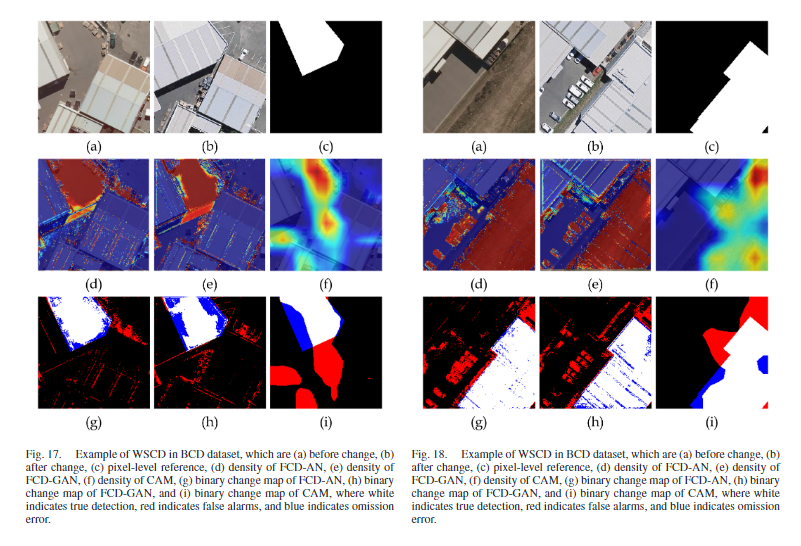 (a) (b) (c)
(d) (e) (f)
(g) (h) (i)
Fig. 17. Example of WSCD in BCD dataset, which are (a) before change, (b)
after change, (c) pixel-level reference, (d) density of FCD-AN, (e) density of
FCD-GAN, (f) density of CAM, (g) binary change map of FCD-AN, (h) binary
change map of FCD-GAN, and (i) binary change map of CAM, where white
indicates true detection, red indicates false alarms, and blue indicates omission
error.
(a) (b) (c)
(d) (e) (f)
(g) (h) (i)
Fig. 18. Example of WSCD in BCD dataset, which are (a) before change, (b)
after change, (c) pixel-level reference, (d) density of FCD-AN, (e) density of
FCD-GAN, (f) density of CAM, (g) binary change map of FCD-AN, (h) binary
change map of FCD-GAN, and (i) binary change map of CAM, where white
indicates true detection, red indicates false alarms, and blue indicates omission
error.